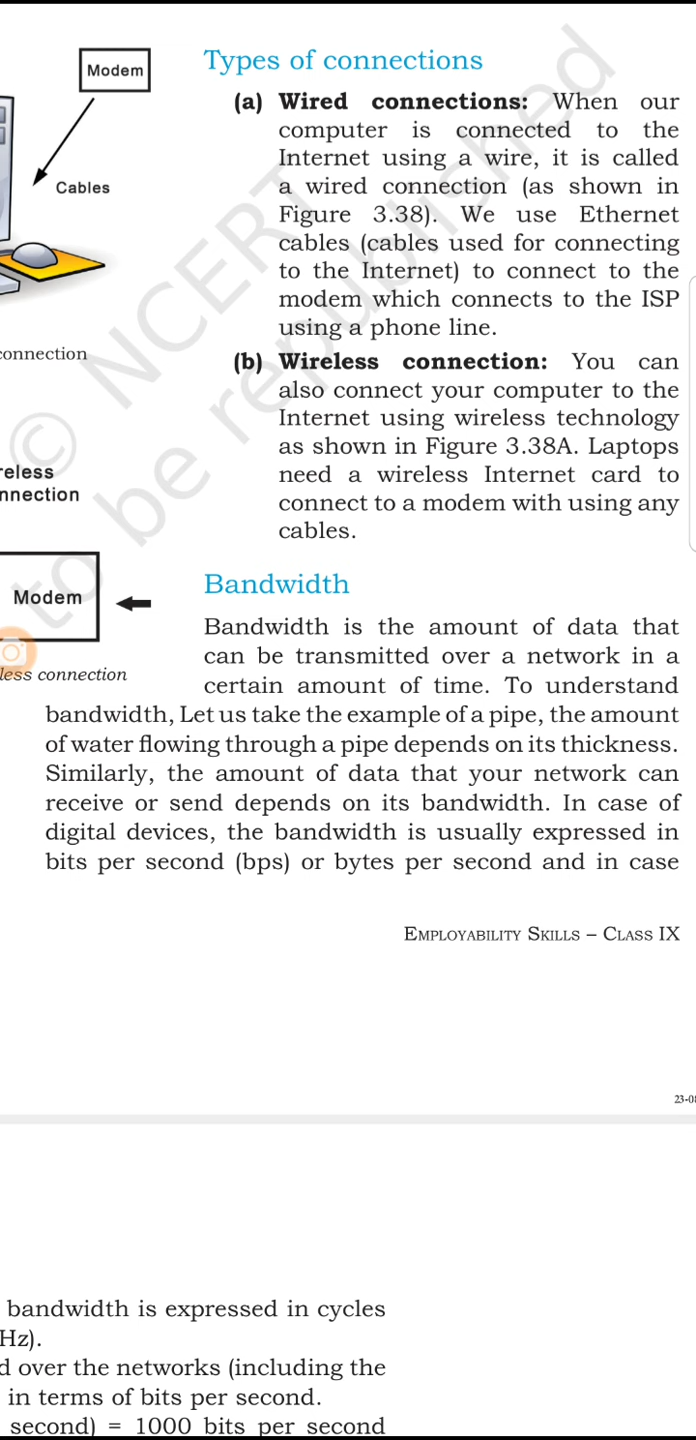 Modem
Cables
connection
reless
nnection
Modem
less connection
Types of connections
(a) Wired connections: When our
computer is connected to the
Internet using a wire, it is called
a wired connection (as shown in
Figure 3.38). We use Ethernet
cables (cables used for connecting
to the Internet) to connect to the
modem which connects to the ISP
using a phone line.
(b) Wireless connection: You can
also connect your computer to the
Internet using wireless technology
as shown in Figure 3.38A. Laptops
need a wireless Internet card to
connect to a modem with using any
cables.
Bandwidth
Bandwidth is the amount of data that
can be transmitted over a network in a
certain amount of time. To understand
bandwidth, Let us take the example of a pipe, the amount
of water flowing through a pipe depends on its thickness.
Similarly, the amount of data that your network can
receive or send depends on its bandwidth. In case of
digital devices, the bandwidth is usually expressed in
bits per second (bps) or bytes per second and in case
© NCERT
to be republished
Employability Skills – Class IX
23-0
bandwidth is expressed in cycles
Hz).
d over the networks (including the
in terms of bits per second.
second) = 1000 bits per second